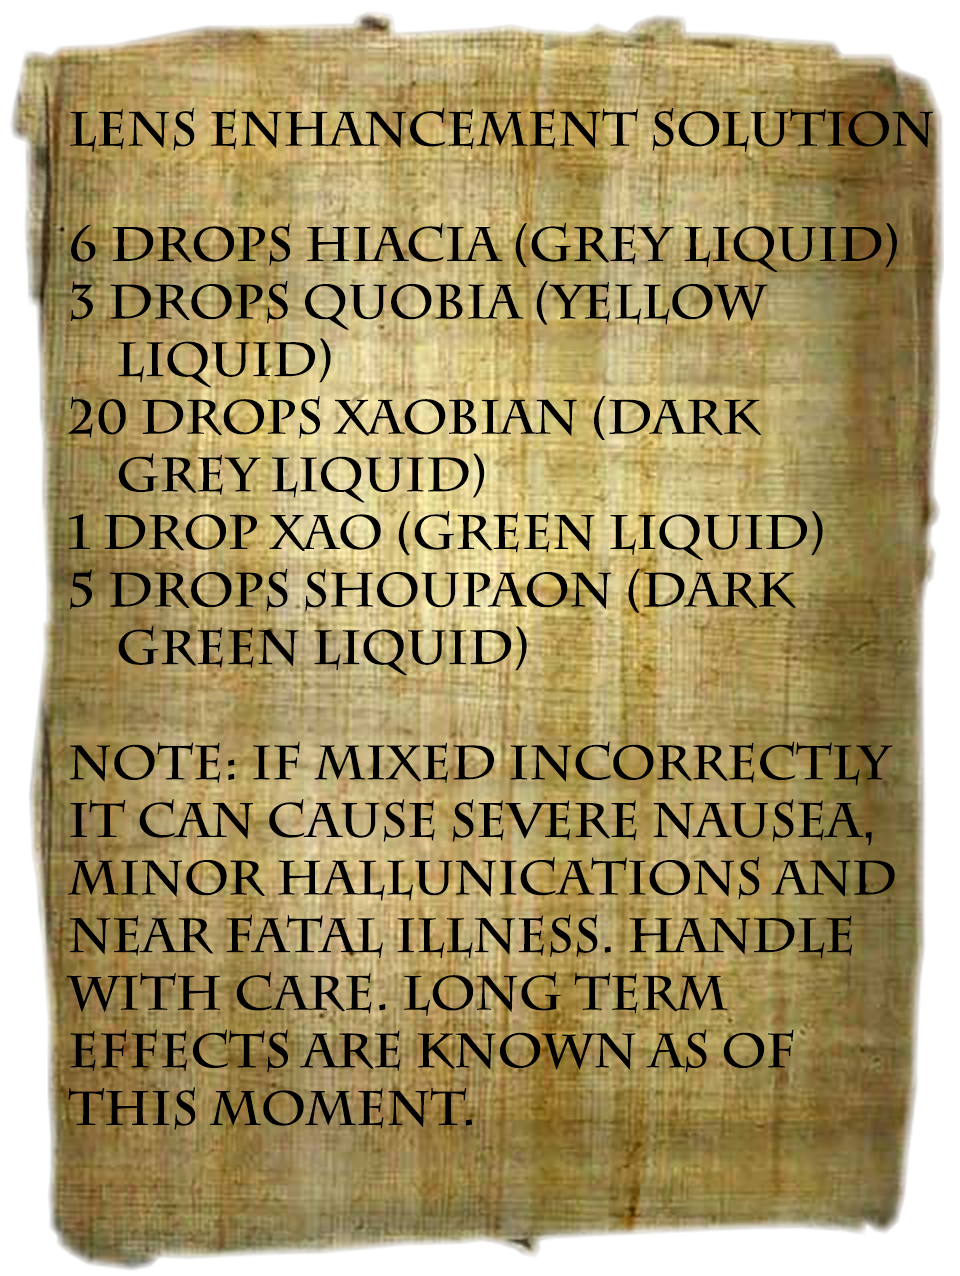 LENS ENHANCEMENT SOLUTION
6 DROPS HIACIA (GREY LIQUID)
3 DROPS QUOBIA (YELLOW
LIQUID)
20 DROPS XAOBIAN (DARK
GREY LIQUID)
1 DROP XAO (GREEN LIQUID)
5 DROPS SHOUPAON (DARK
GREEN LIQUID)
NOTE: IF MIXED INCORRECTLY
IT CAN CAUSE SEVERE NAUSEA,
MINOR HALLUNICATIONS AND
NEAR FATAL ILLNESS. HANDLE
WITH CARE. LONG TERM
EFFECTS ARE KNOWN AS OF
THIS MOMENT.